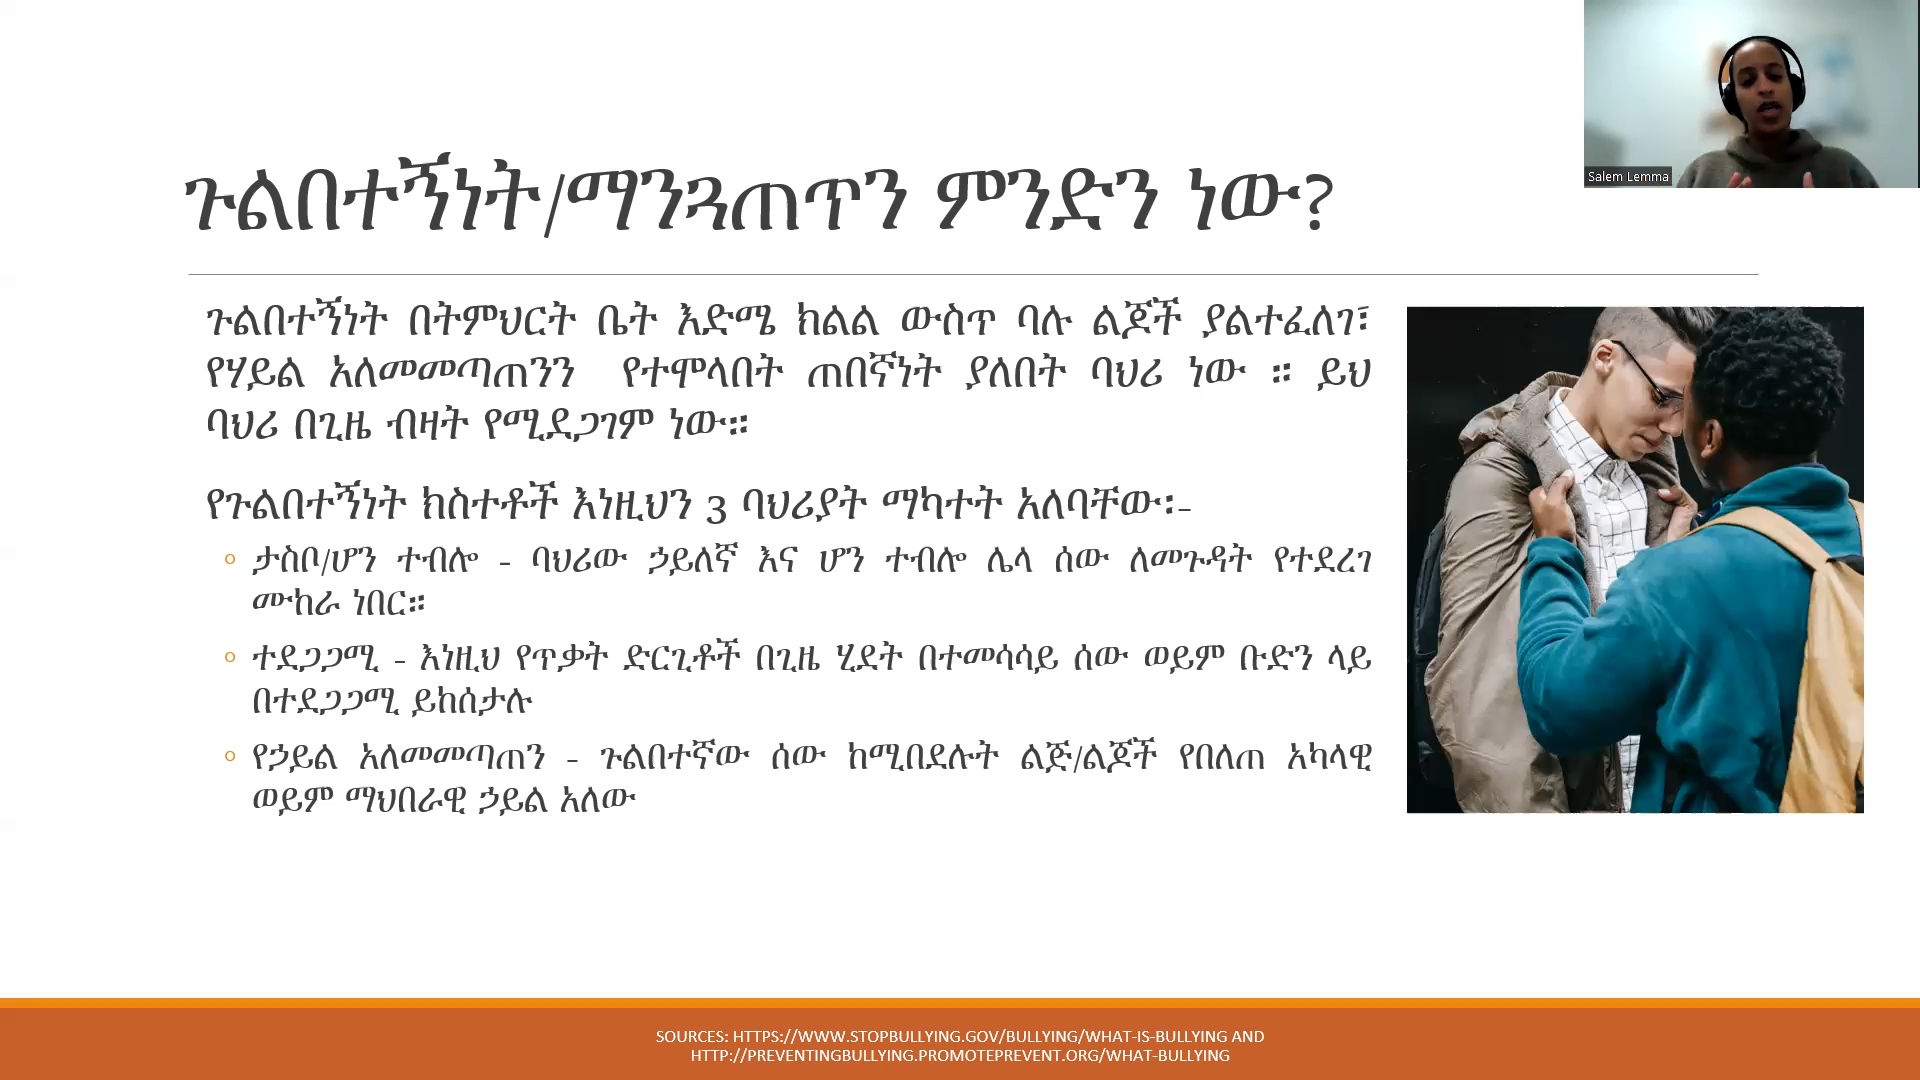 Salem Lemma
ጉልበተኝነት/ማንጓጠጥን ምንድን ነው?
ጉልበተኝነት በትምህርት ቤት እድሜ ክልል ውስጥ ባሉ ልጆች ያልተፈለገ፣
የሃይል አለመመጣጠንን የተሞላበት ጠበኛነት ያለበት ባህሪ ነው ። ይህ
ባህሪ በጊዜ ብዛት የሚደጋገም ነው።
የጉልበተኝነት ክስተቶች እነዚህን 3 ባህሪያት ማካተት አለባቸው፡-
ታስቦ/ሆን ተብሎ - ባህሪው ኃይለኛ እና ሆን ተብሎ ሌላ ሰው ለመጉዳት የተደረገ
ሙከራ ነበር።
ተደጋጋሚ - እነዚህ የጥቃት ድርጊቶች በጊዜ ሂደት በተመሳሳይ ሰው ወይም ቡድን ላይ
በተደጋጋሚ ይከሰታሉ
የኃይል አለመመጣጠን - ጉልበተኛው ሰው ከሚበደሉት ልጅ/ልጆች የበለጠ አካላዊ
ወይም ማህበራዊ ኃይል አለው
SOURCES: HTTPS://WWW.STOPBULLYING.GOV/BULLYING/WHAT-IS-BULLYING AND
HTTP://PREVENTINGBULLYING.PROMOTEPREVENT.ORG/WHAT-BULLYING